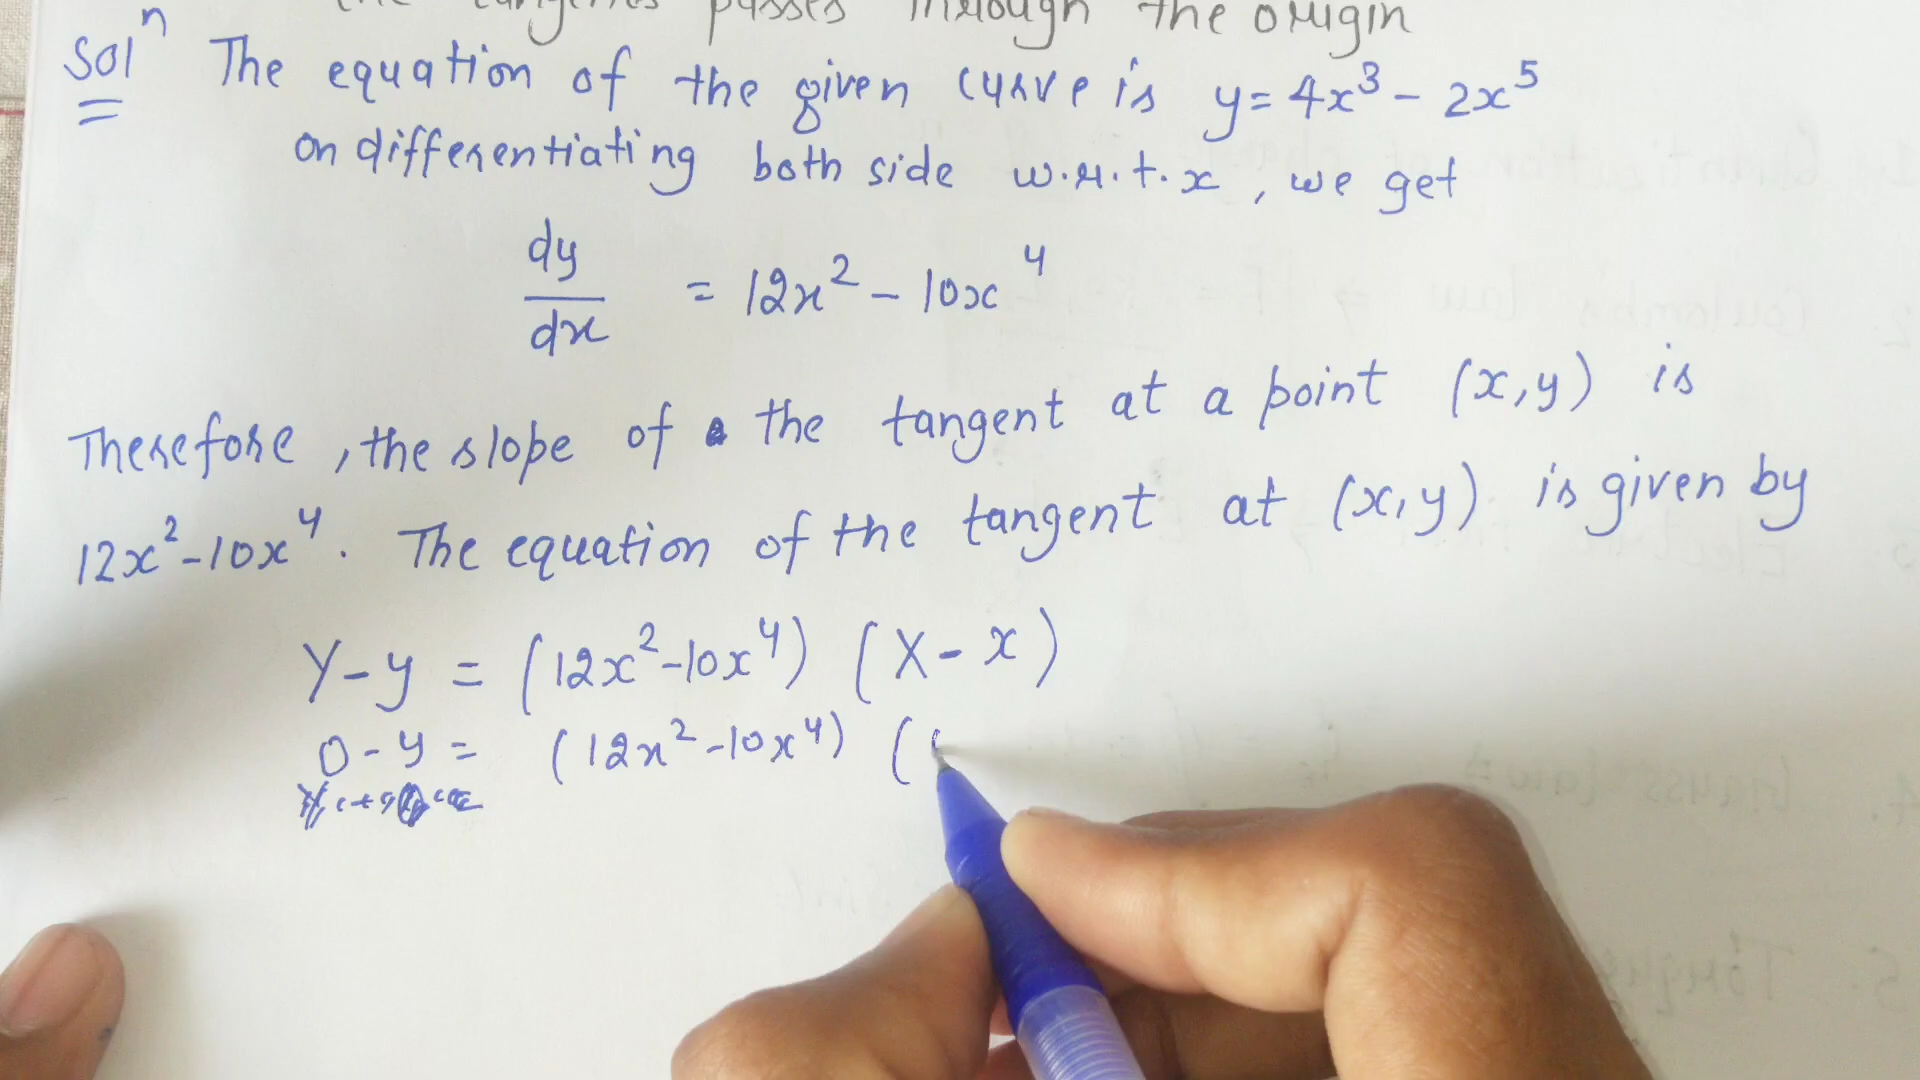 the tangents passes through the origin
Solⁿ The equation of the given curve is y = 4x³ - 2x⁵
on differentiating both side w.r.t. x, we get
dy/dx = 12x² - 10x⁴
Therefore, the slope of the tangent at a point (x,y) is
12x² - 10x⁴. The equation of the tangent at (x,y) is given by
Y - y = (12x² - 10x⁴) (X - x)
0 - y = (12x² - 10x⁴) (